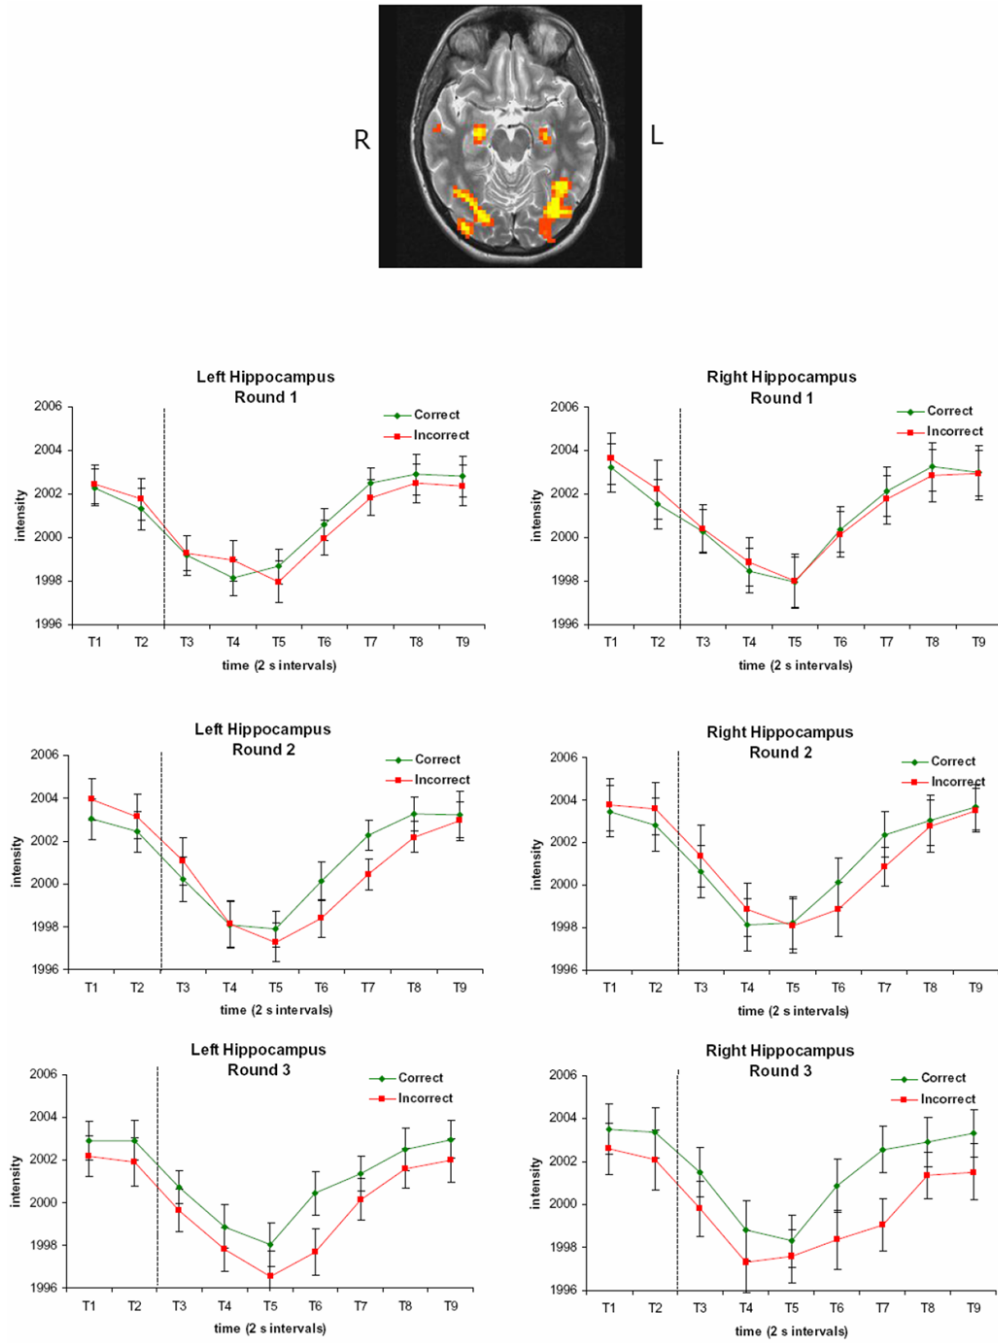 R
L
Left Hippocampus
Round 1
2006
2004
2002
2000
1998
1996
intensity
Correct
Incorrect
T1 T2 T3 T4 T5 T6 T7 T8 T9
time (2 s intervals)
Right Hippocampus
Round 1
2006
2004
2002
2000
1998
1996
intensity
Correct
Incorrect
T1 T2 T3 T4 T5 T6 T7 T8 T9
time (2 s intervals)
Left Hippocampus
Round 2
2006
2004
2002
2000
1998
1996
intensity
Correct
Incorrect
T1 T2 T3 T4 T5 T6 T7 T8 T9
time (2 s intervals)
Right Hippocampus
Round 2
2006
2004
2002
2000
1998
1996
intensity
Correct
Incorrect
T1 T2 T3 T4 T5 T6 T7 T8 T9
time (2 s intervals)
Left Hippocampus
Round 3
2006
2004
2002
2000
1998
1996
intensity
Correct
Incorrect
T1 T2 T3 T4 T5 T6 T7 T8 T9
time (2 s intervals)
Right Hippocampus
Round 3
2006
2004
2002
2000
1998
1996
intensity
Correct
Incorrect
T1 T2 T3 T4 T5 T6 T7 T8 T9
time (2 s intervals)